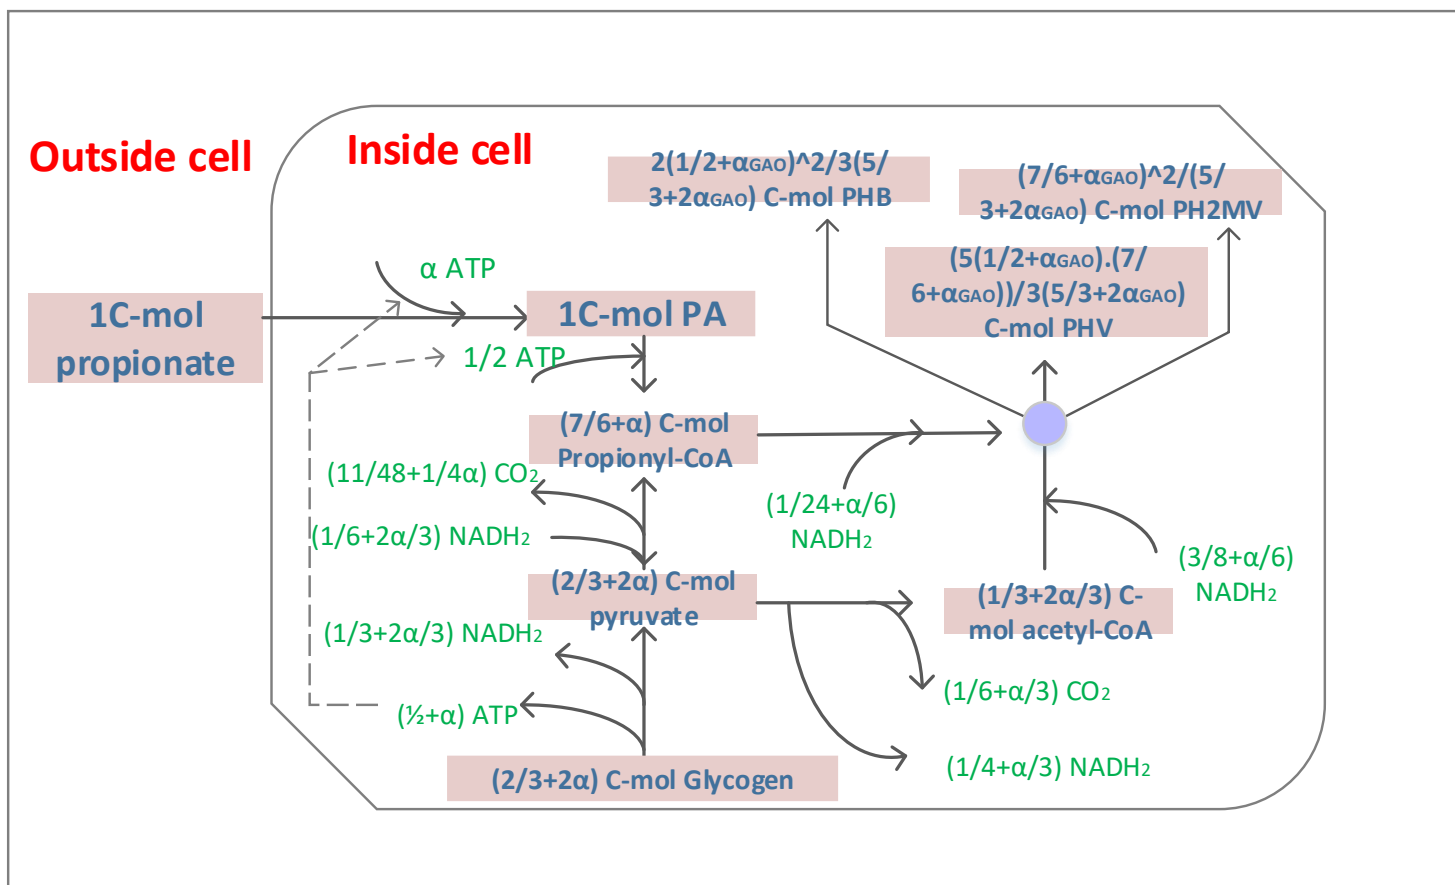 Outside cell
Inside cell
2(1/2+αGAO)^2/3(5/
3+2αGAO) C-mol PHB
(7/6+αGAO)^2/(5/
3+2αGAO) C-mol PH2MV
(5(1/2+αGAO).(7/
6+αGAO))/3(5/3+2αGAO)
C-mol PHV
α ATP
1C-mol
propionate
1C-mol PA
1/2 ATP
(7/6+α) C-mol
Propionyl-CoA
(11/48+1/4α) CO2
(1/6+2α/3) NADH2
(1/24+α/6)
NADH2
(3/8+α/6)
NADH2
(2/3+2α) C-mol
pyruvate
(1/3+2α/3) C-
mol acetyl-CoA
(1/3+2α/3) NADH2
(1/6+α/3) CO2
(½+α) ATP
(1/4+α/3) NADH2
(2/3+2α) C-mol Glycogen